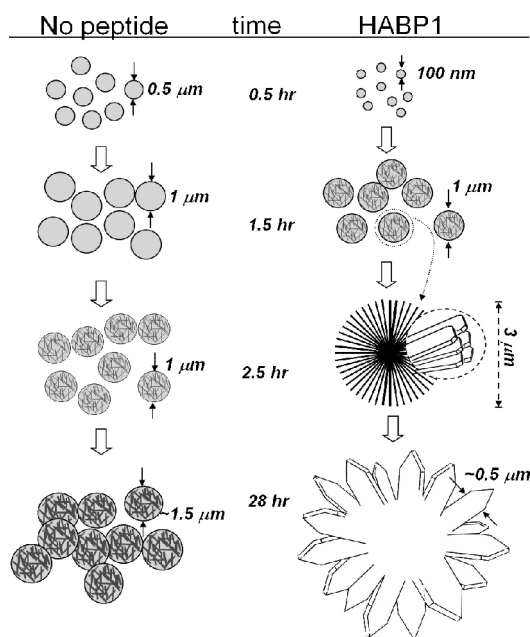 No peptide time HABP1
0.5 μm 0.5 hr 100 nm
1 μm 1.5 hr 1 μm
1 μm 2.5 hr 3 μm
~1.5 μm 28 hr ~0.5 μm